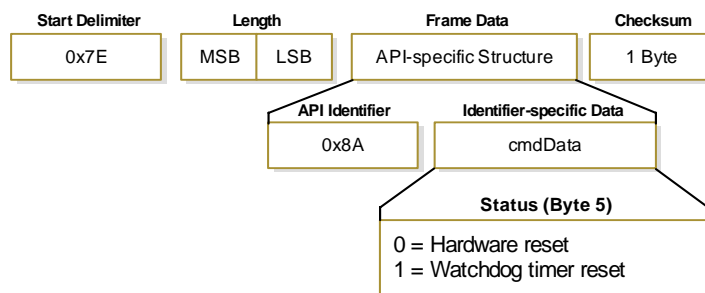 Start Delimiter Length Frame Data Checksum
0x7E MSB LSB API-specific Structure 1 Byte
API Identifier Identifier-specific Data
0x8A cmdData
Status (Byte 5)
0 = Hardware reset
1 = Watchdog timer reset